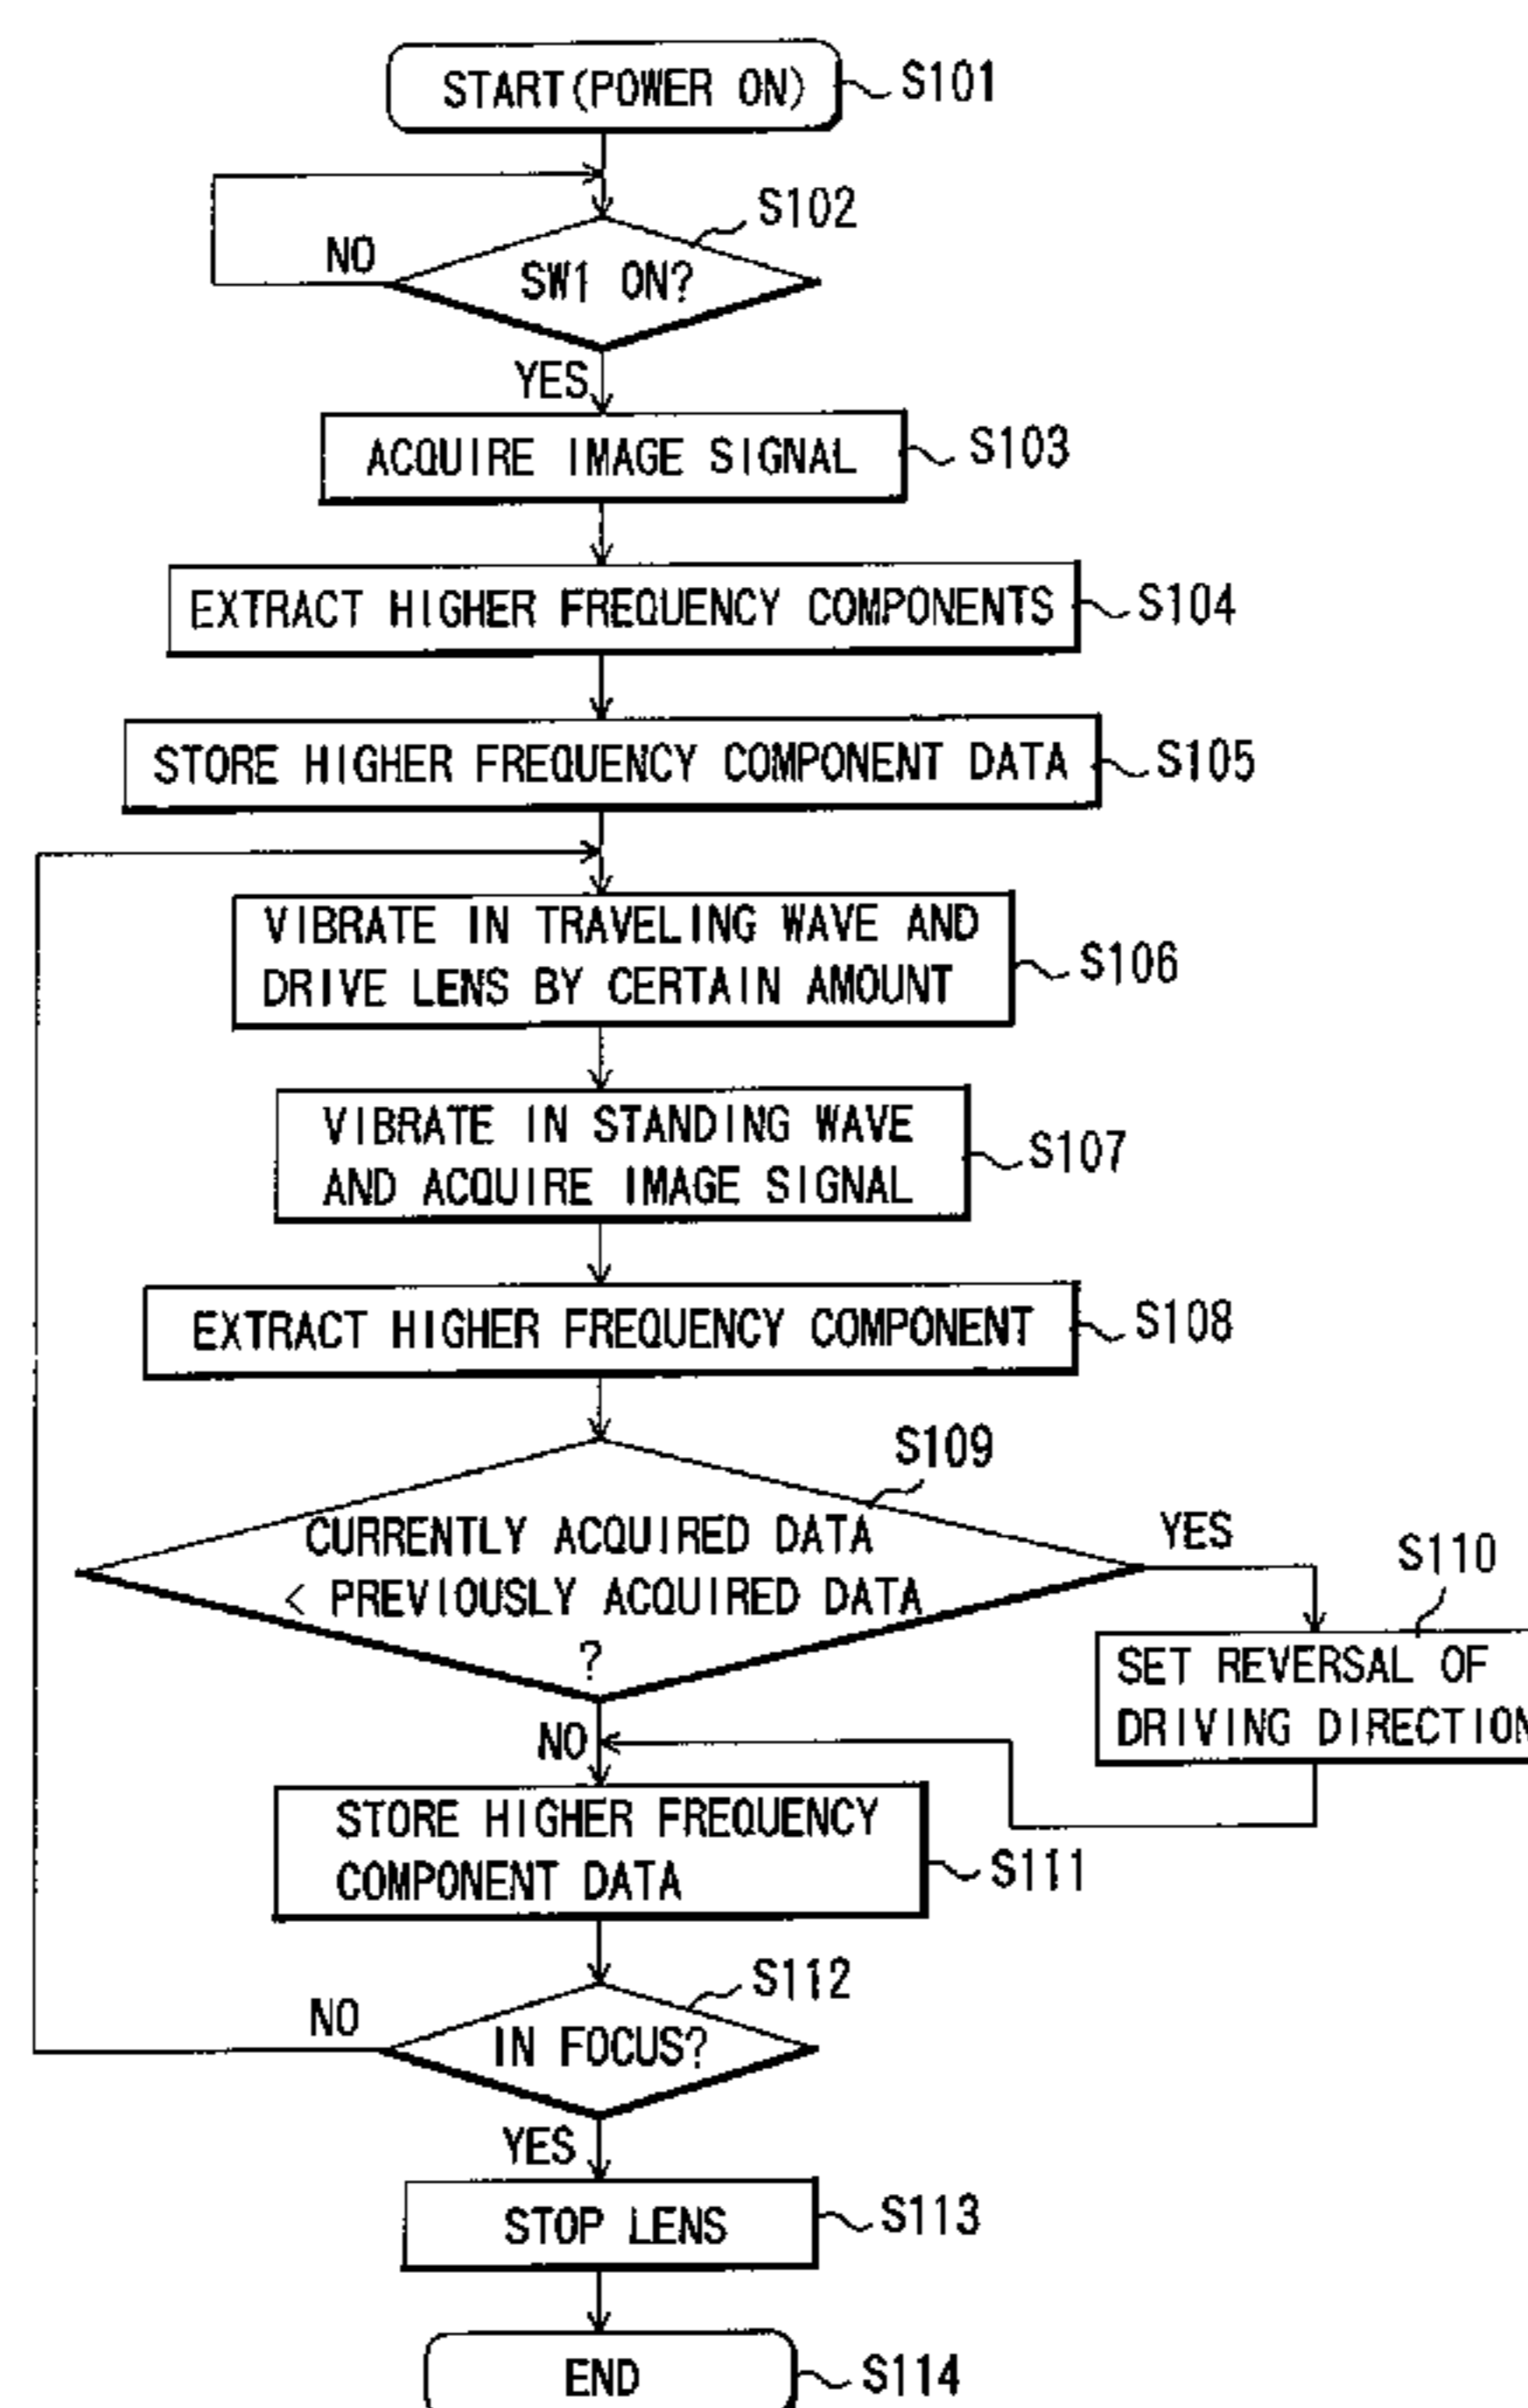 START(POWER ON)
S101
S102
NO
SW1 ON?
YES
ACQUIRE IMAGE SIGNAL
S103
EXTRACT HIGHER FREQUENCY COMPONENTS
S104
STORE HIGHER FREQUENCY COMPONENT DATA
S105
VIBRATE IN TRAVELING WAVE AND
DRIVE LENS BY CERTAIN AMOUNT
S106
VIBRATE IN STANDING WAVE
AND ACQUIRE IMAGE SIGNAL
S107
EXTRACT HIGHER FREQUENCY COMPONENT
S108
S109
CURRENTLY ACQUIRED DATA
< PREVIOUSLY ACQUIRED DATA
?
YES
S110
SET REVERSAL OF
DRIVING DIRECTION
NO
STORE HIGHER FREQUENCY
COMPONENT DATA
S111
S112
NO
IN FOCUS?
YES
STOP LENS
S113
END
S114